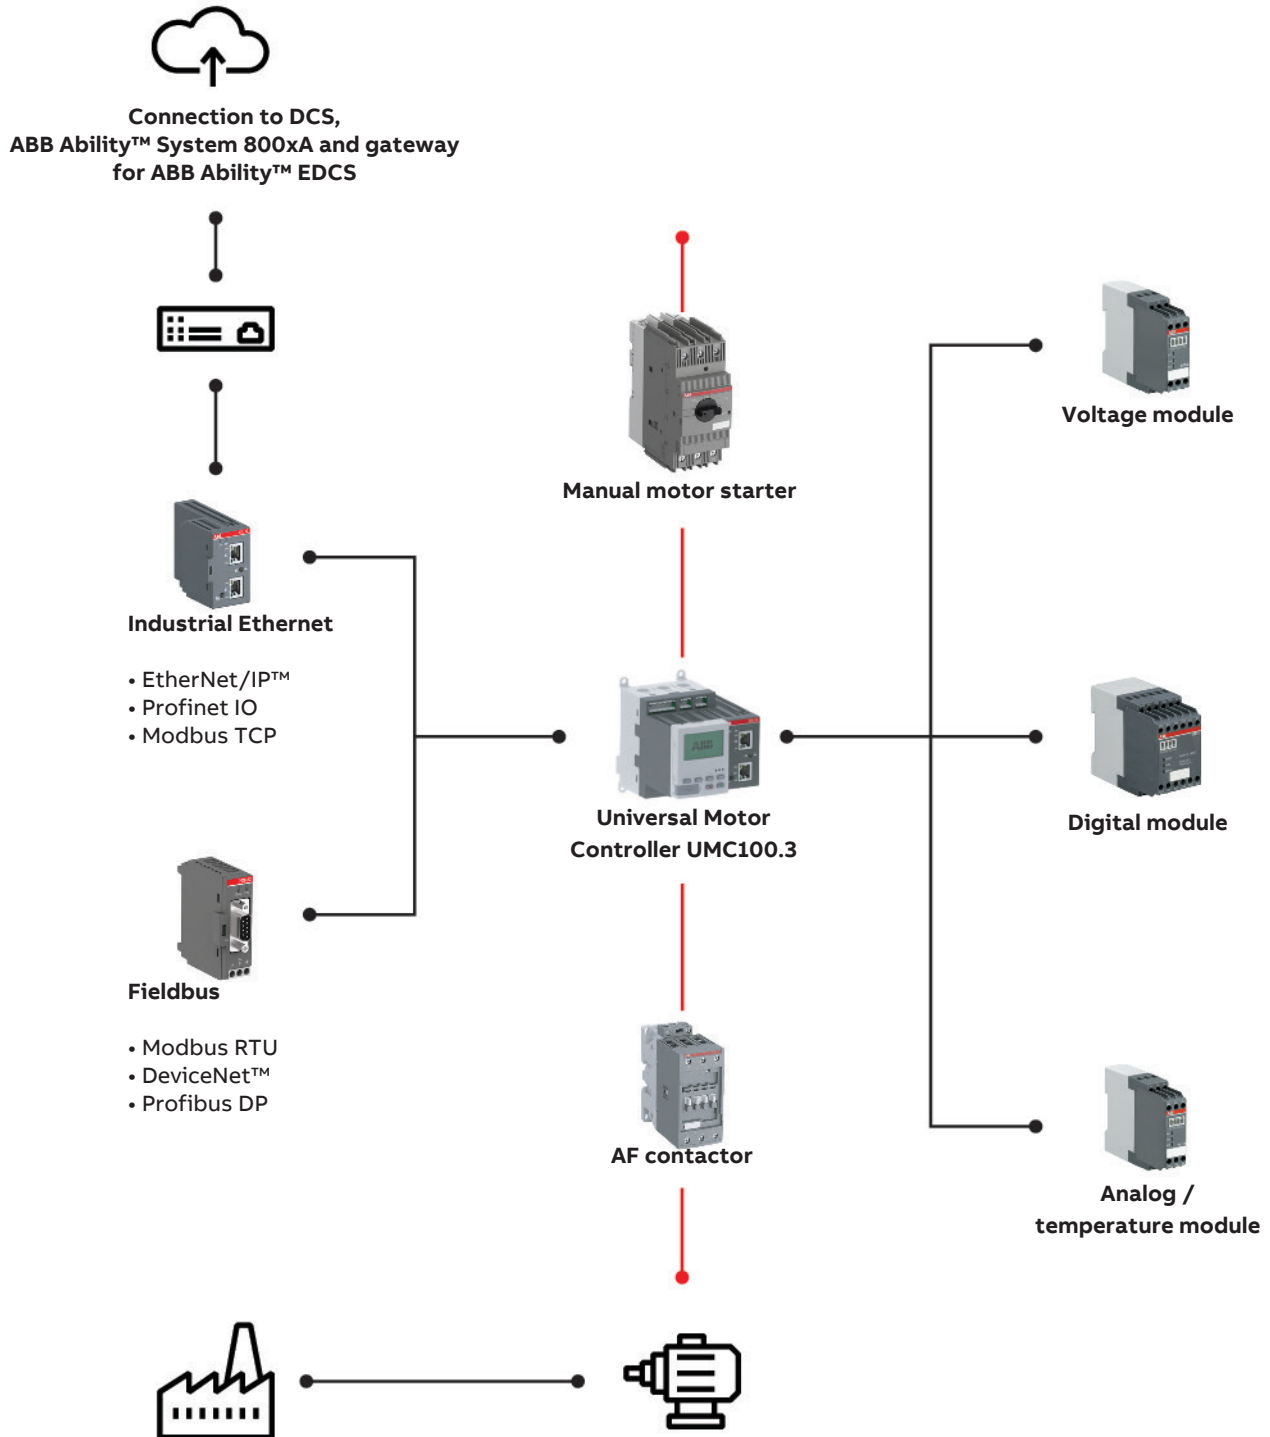 Connection to DCS,
ABB Ability™ System 800xA and gateway
for ABB Ability™ EDCS
Manual motor starter
Voltage module
Industrial Ethernet
• EtherNet/IP™
• Profinet IO
• Modbus TCP
Universal Motor
Controller UMC100.3
Digital module
Fieldbus
• Modbus RTU
• DeviceNet™
• Profibus DP
AF contactor
Analog /
temperature module